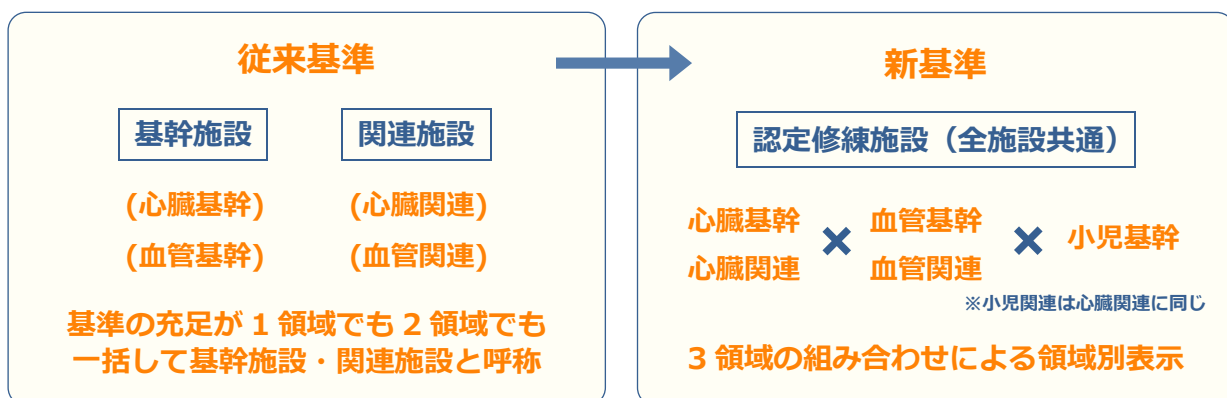 従来基準
基幹施設
関連施設
(心臓基幹)
(心臓関連)
(血管基幹)
(血管関連)
基準の充足が 1 領域でも 2 領域でも
一括して基幹施設・関連施設と呼称
新基準
認定修練施設（全施設共通）
心臓基幹
心臓関連
×
血管基幹
血管関連
×
小児基幹
※小児関連は心臓関連に同じ
3 領域の組み合わせによる領域別表示